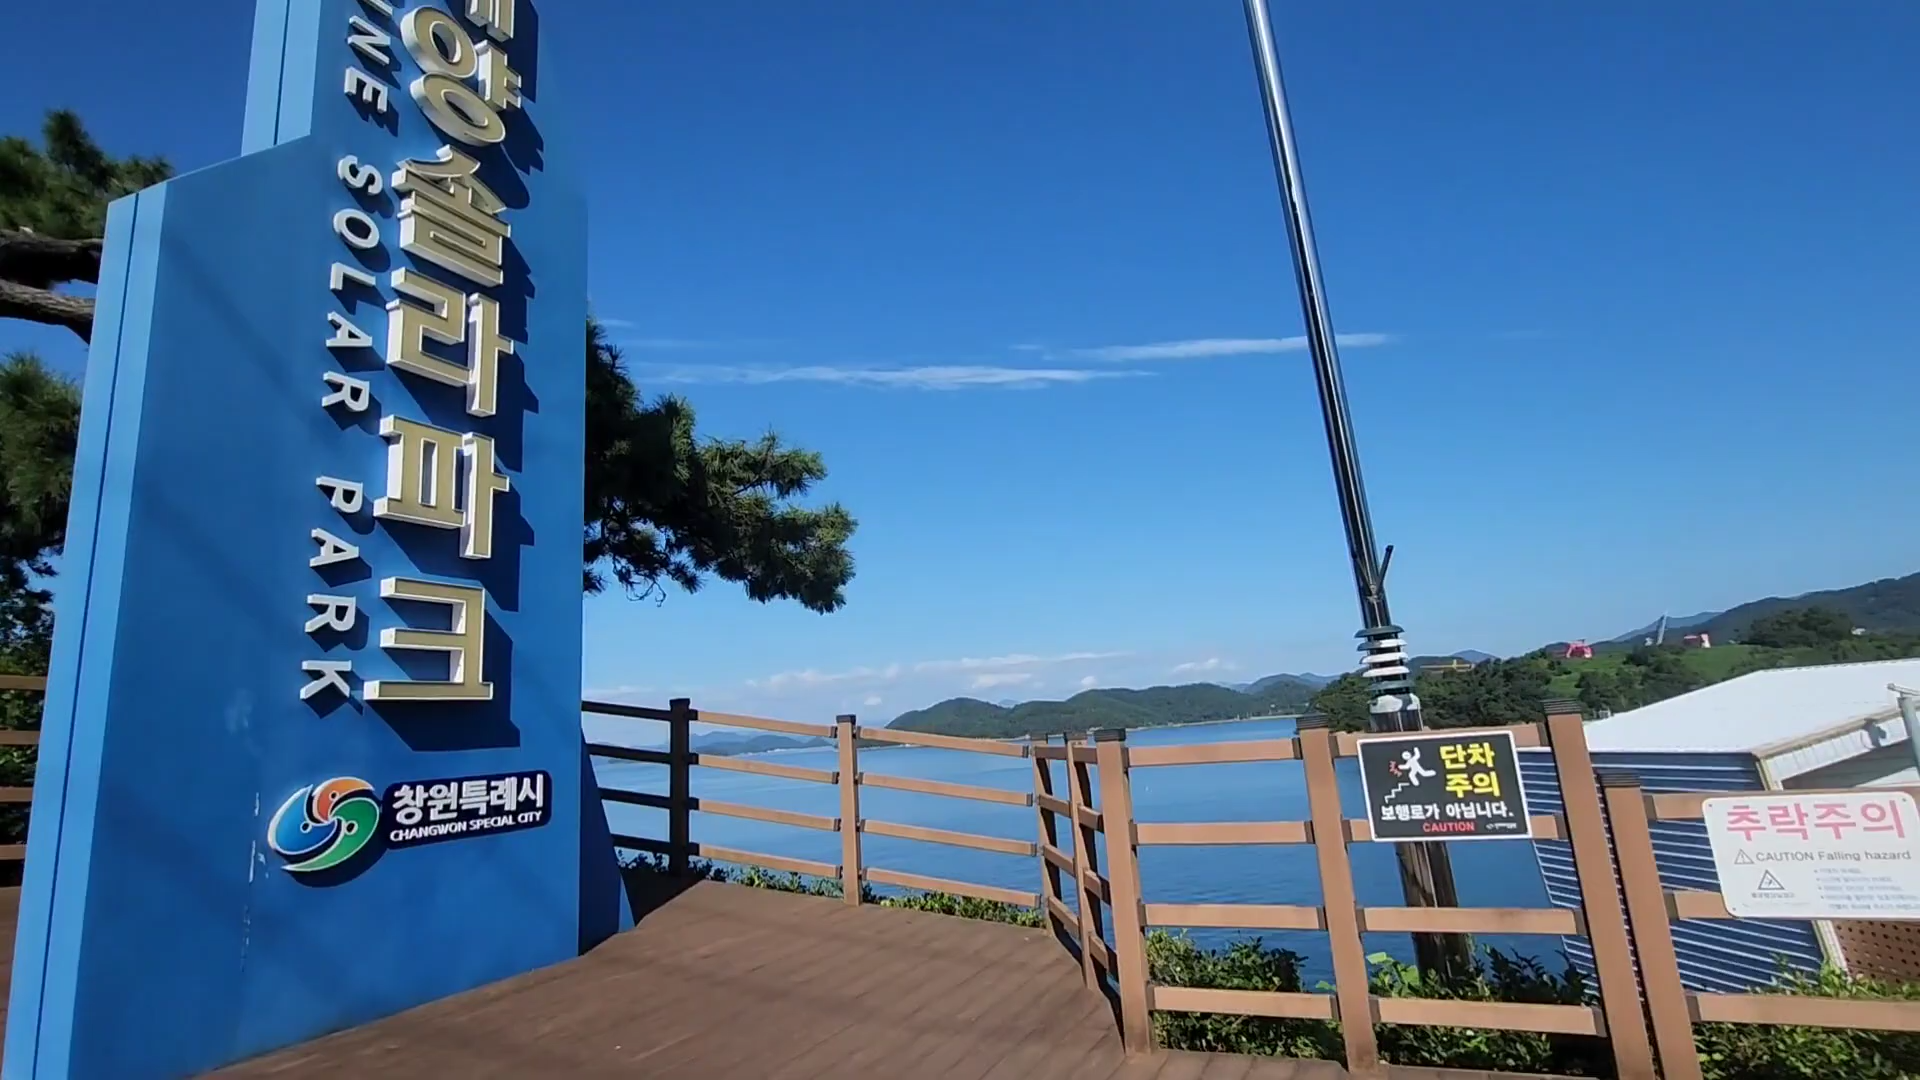 양솔라파크
INE SOLAR PARK
창원특례시
CHANGWON SPECIAL CITY
단차
주의
보행로가 아닙니다.
CAUTION
추락주의
CAUTION Falling hazard